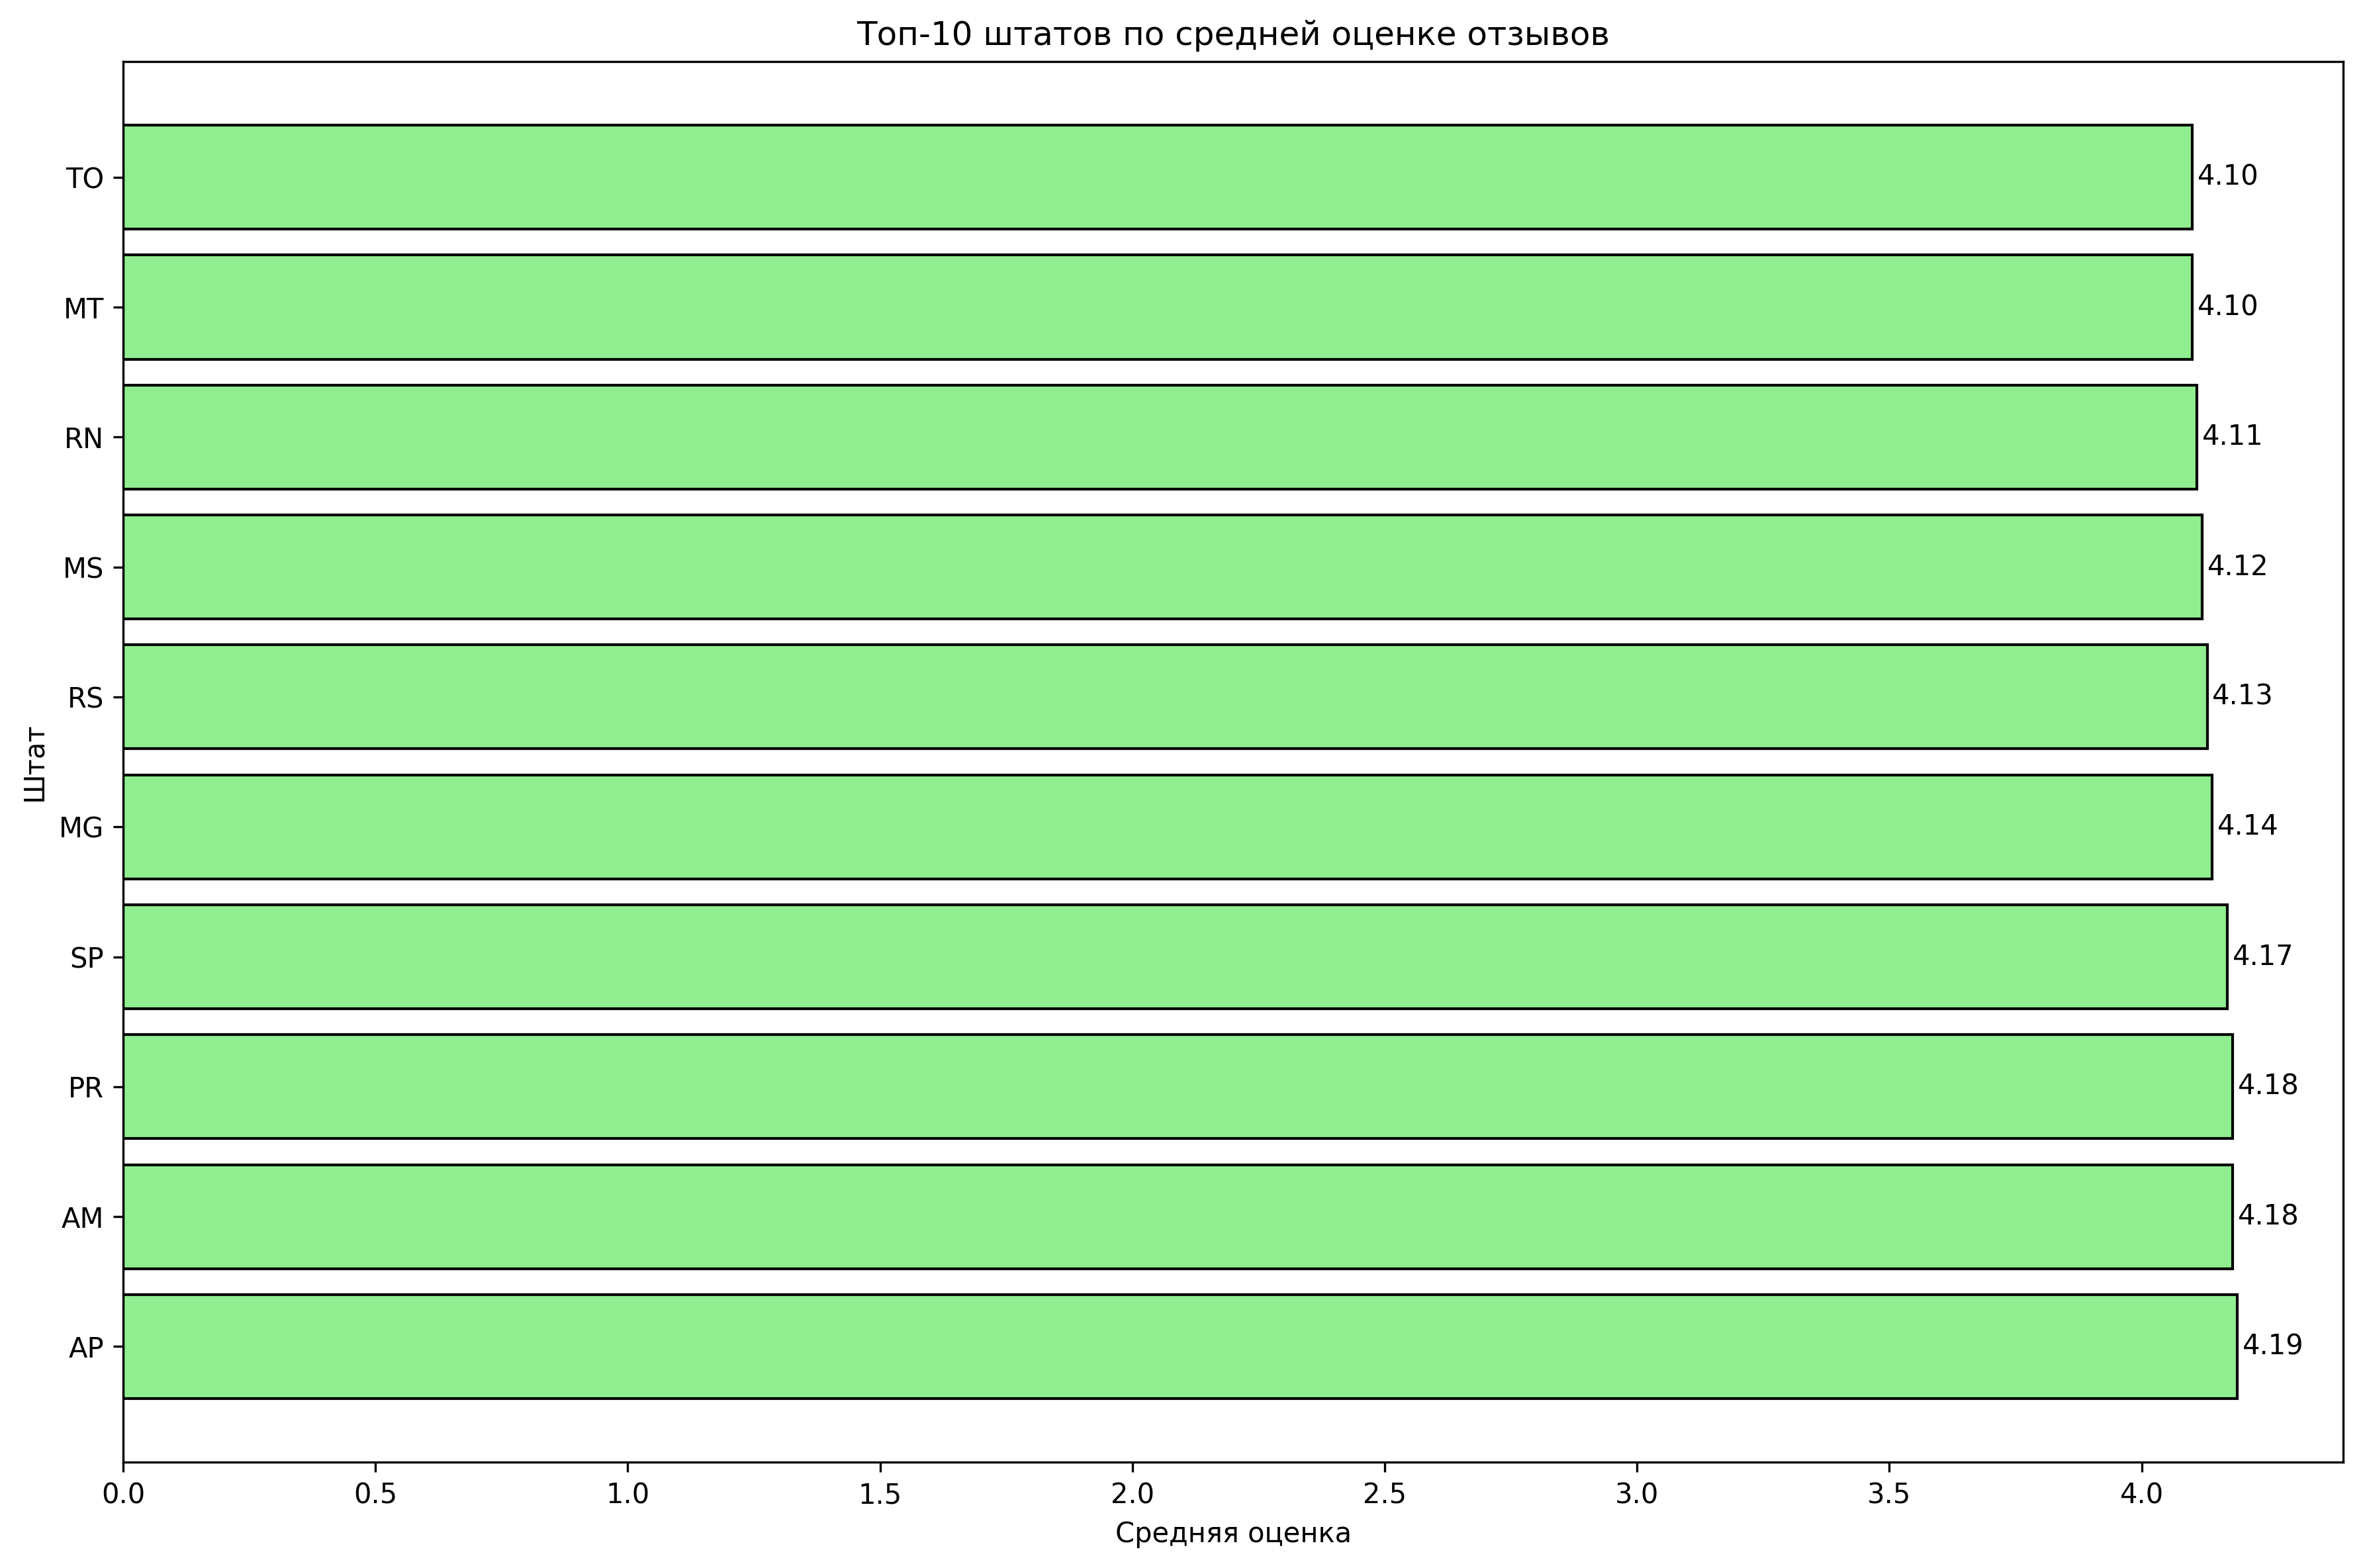 Топ-10 штатов по средней оценке отзывов
Штат
TO 4.10
MT 4.10
RN 4.11
MS 4.12
RS 4.13
MG 4.14
SP 4.17
PR 4.18
AM 4.18
AP 4.19
0.0 0.5 1.0 1.5 2.0 2.5 3.0 3.5 4.0
Средняя оценка